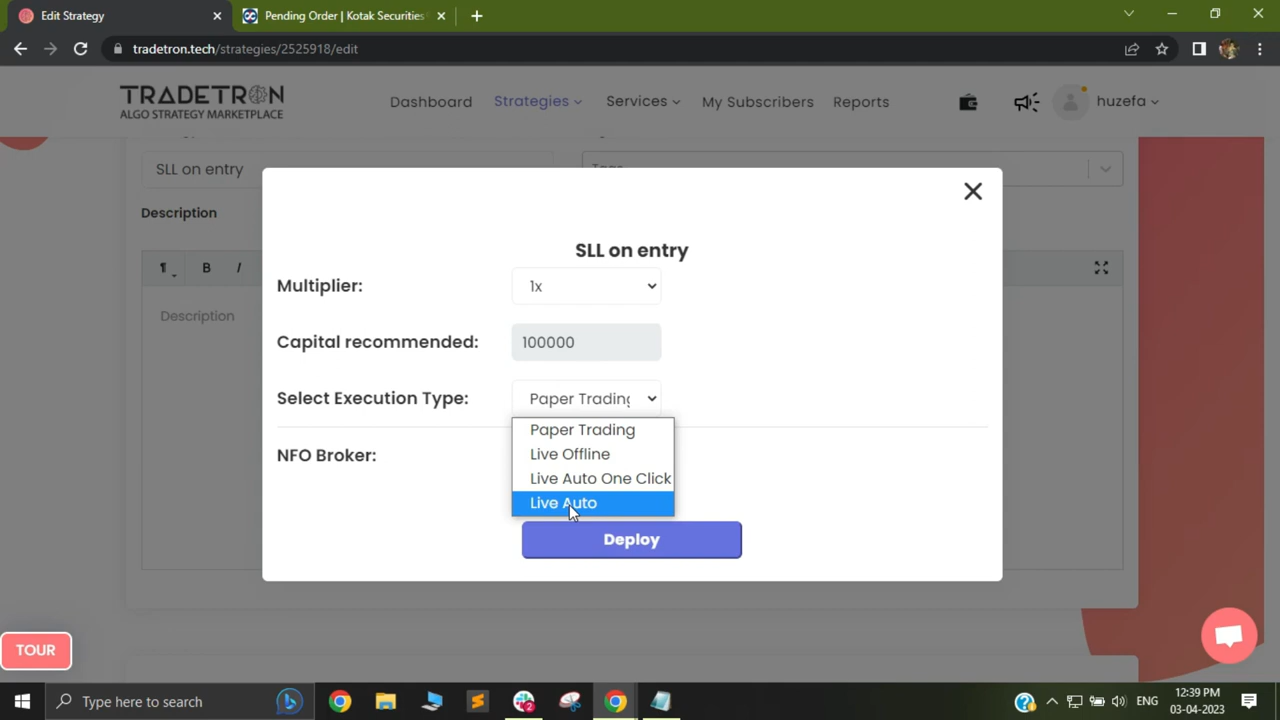 Edit Strategy
Pending Order | Kotak Securities
tradetron.tech/strategies/2525918/edit
TRADETRON
ALGO STRATEGY MARKETPLACE
Dashboard Strategies Services My Subscribers Reports huzefa
SLL on entry
Description
B I
Description
SLL on entry
Multiplier: 1x
Capital recommended: 100000
Select Execution Type: Paper Trading
Paper Trading
Live Offline
Live Auto One Click
Live Auto
NFO Broker:
Deploy
TOUR
Type here to search
2
ENG
12:39 PM
03-04-2023